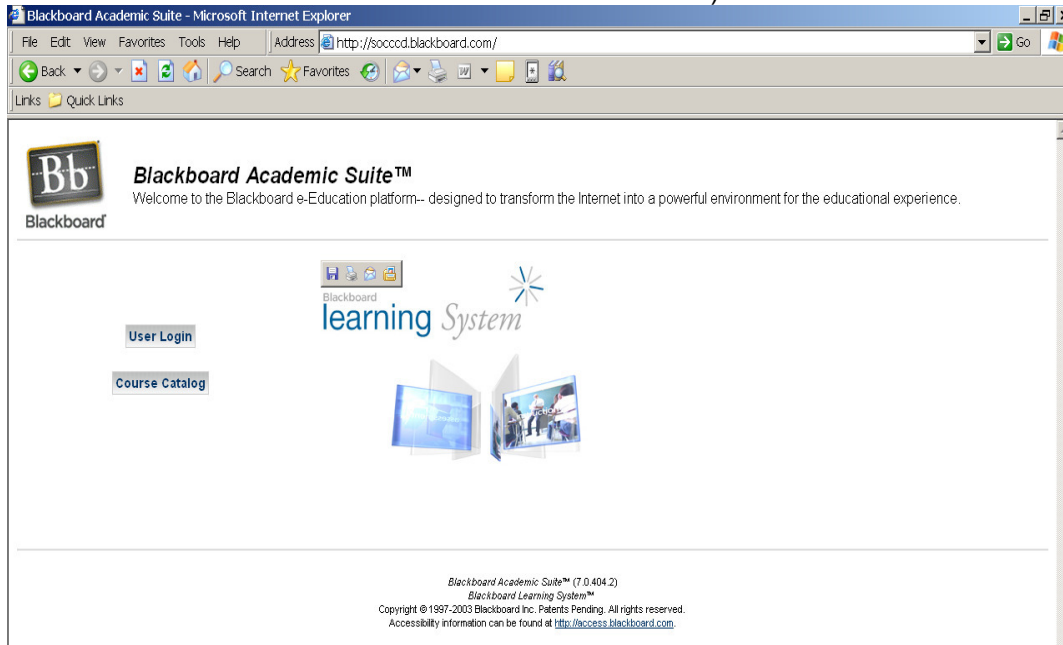 Blackboard Academic Suite - Microsoft Internet Explorer
File Edit View Favorites Tools Help Address http://socccd.blackboard.com/ Go
Back Search Favorites
Links Quick Links
Bb
Blackboard
Blackboard Academic Suite™
Welcome to the Blackboard e-Education platform-- designed to transform the Internet into a powerful environment for the educational experience.
Blackboard
learning System
User Login
Course Catalog
Blackboard Academic Suite™ (7.0.404.2)
Blackboard Learning System™
Copyright © 1997-2003 Blackboard Inc. Patents Pending. All rights reserved.
Accessibility information can be found at http://access.blackboard.com.